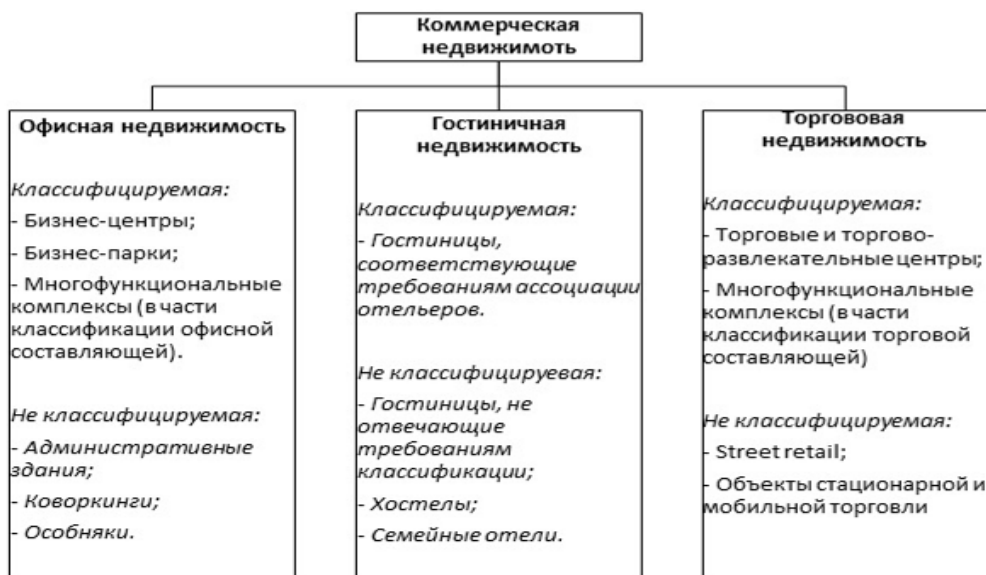 Коммерческая
недвижимоть
Офисная недвижимость
Классифицируемая:
- Бизнес-центры;
- Бизнес-парки;
- Многофункциональные
комплексы (в части
классификации офисной
составляющей).
Не классифицируемая:
- Административные
здания;
- Коворкинги;
- Особняки.
Гостиничная
недвижимость
Классифицируемая:
- Гостиницы,
соответствующие
требованиям ассоциации
отельеров.
Не классифицируевая:
- Гостиницы, не
отвечающие
требованиям
классификации;
- Хостелы;
- Семейные отели.
Торгововая
недвижимость
Классифицируемая:
- Торговые и торгово-
развлекательные центры;
- Многофункциональные
комплексы (в части
классификации торговой
составляющей)
Не классифицируемая:
- Street retail;
- Объекты стационарной и
мобильной торговли